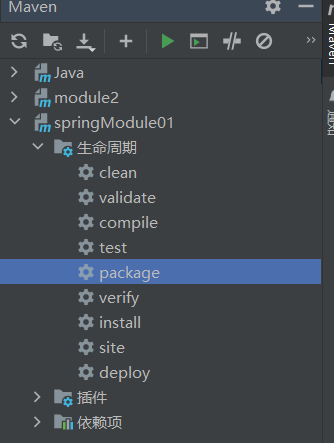 Maven
Java
module2
springModule01
生命周期
clean
validate
compile
test
package
verify
install
site
deploy
插件
依赖项
Maven